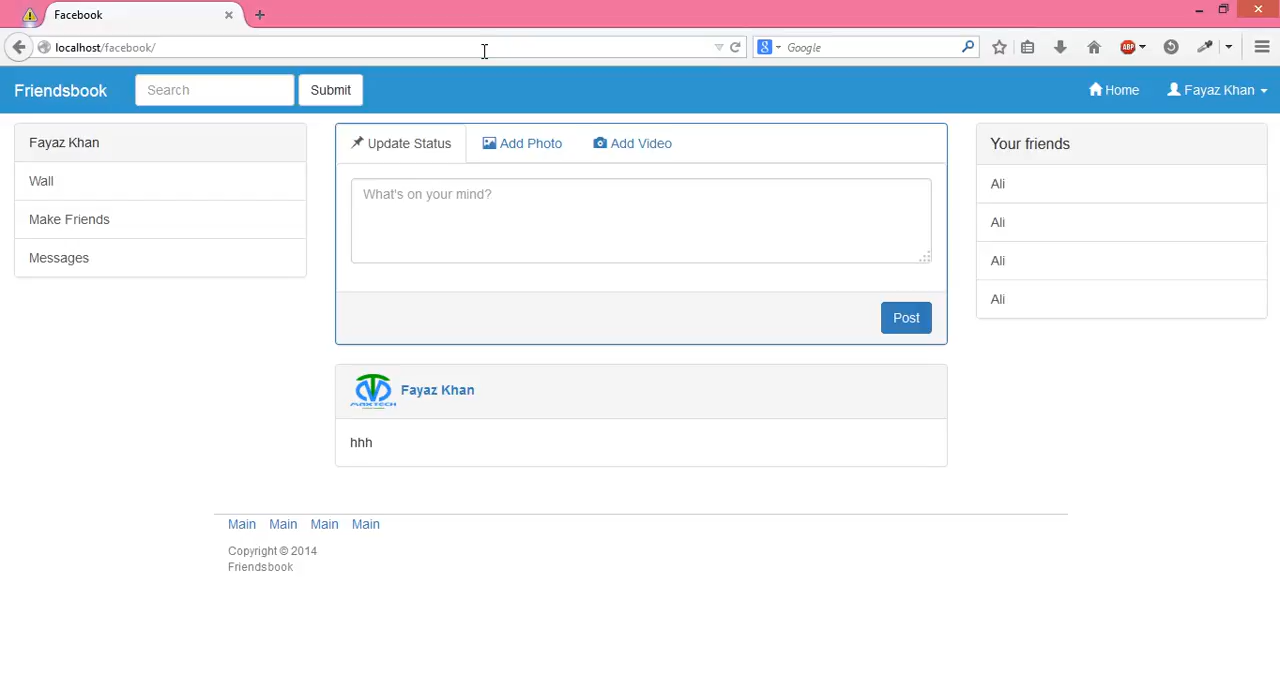 Facebook
localhost/facebook/
Google
ABP
Friendsbook
Search
Submit
Home
Fayaz Khan
Fayaz Khan
Wall
Make Friends
Messages
Update Status
Add Photo
Add Video
What's on your mind?
Post
MAXTECH
Fayaz Khan
hhh
Your friends
Ali
Ali
Ali
Ali
Main Main Main Main
Copyright © 2014
Friendsbook